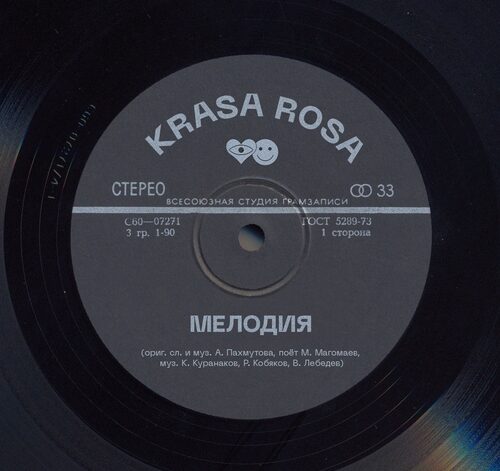 KRASA ROSA
СТЕРЕО
33
ВСЕСОЮЗНАЯ СТУДИЯ ГРАМЗАПИСИ
С60—07271
ГОСТ 5289-73
3 гр. 1-90
1 сторона
МЕЛОДИЯ
(ориг. сл. и муз. А. Пахмутова, поёт М. Магомаев,
муз. К. Куранаков, Р. Кобяков, В. Лебедев)